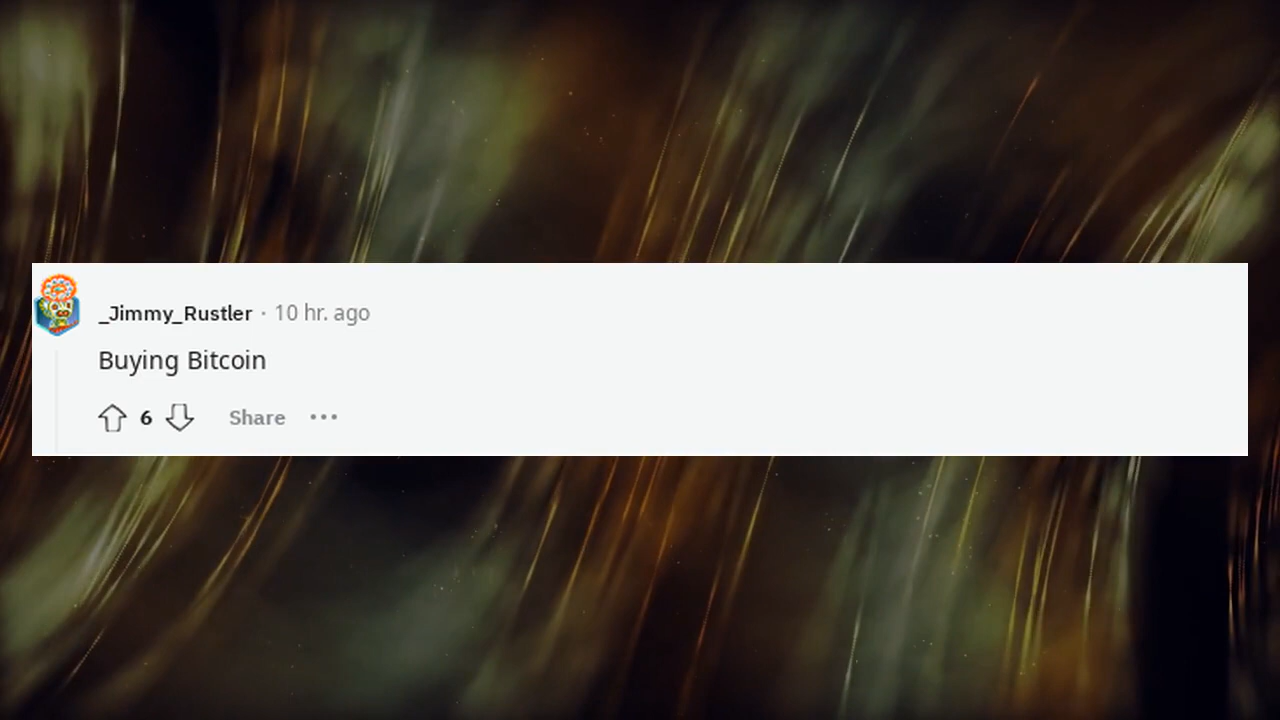 _Jimmy_Rustler · 10 hr. ago
Buying Bitcoin
6 Share •••